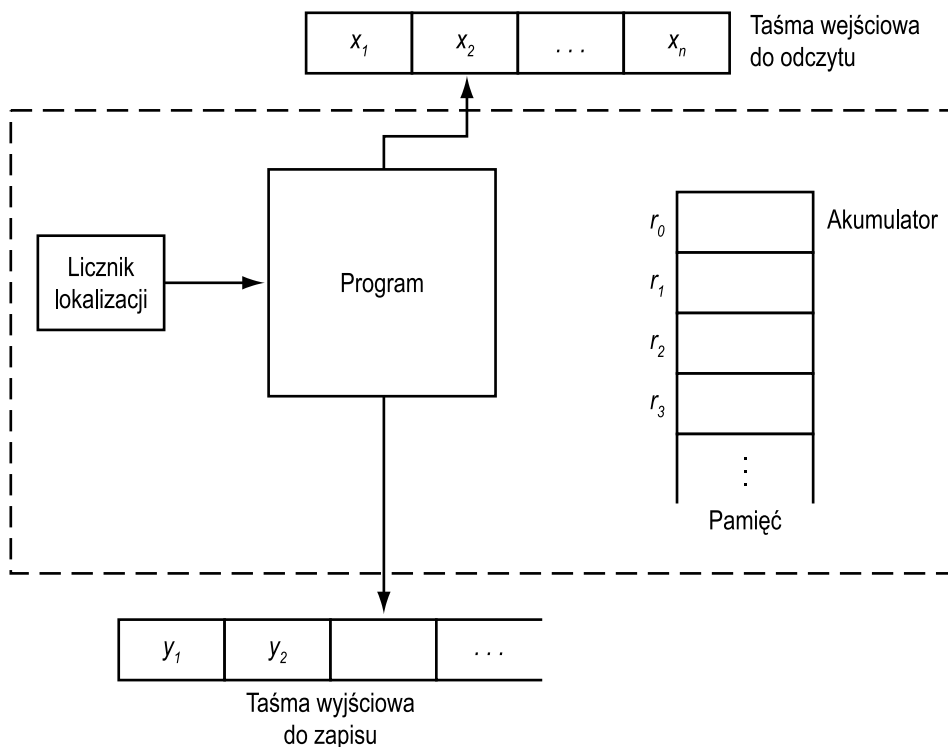 x1 x2 . . . xn
Taśma wejściowa
do odczytu
Licznik
lokalizacji
Program
r0
Akumulator
r1
r2
r3
⋮
Pamięć
y1 y2 . . .
Taśma wyjściowa
do zapisu